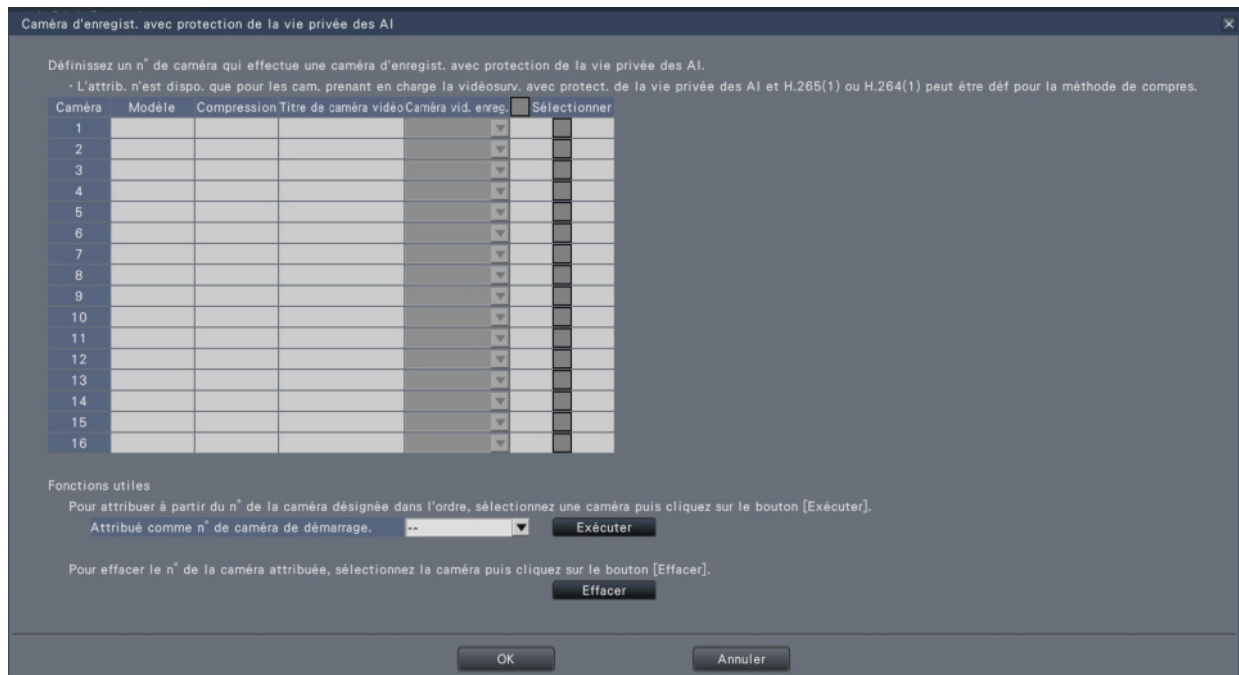 Caméra d'enregist. avec protection de la vie privée des AI
Définissez un n° de caméra qui effectue une caméra d'enregist. avec protection de la vie privée des AI.
・L'attrib. n'est dispo. que pour les cam. prenant en charge la vidéosurv. avec protect. de la vie privée des AI et H.265(1) ou H.264(1) peut être déf pour la méthode de compres.
Caméra Modèle Compression Titre de caméra vidéo Caméra vid. enreg. Sélectionner
1
2
3
4
5
6
7
8
9
10
11
12
13
14
15
16
Fonctions utiles
Pour attribuer à partir du n° de la caméra désignée dans l'ordre, sélectionnez une caméra puis cliquez sur le bouton [Exécuter].
Attribué comme n° de caméra de démarrage. -- Exécuter
Pour effacer le n° de la caméra attribuée, sélectionnez la caméra puis cliquez sur le bouton [Effacer].
Effacer
OK Annuler